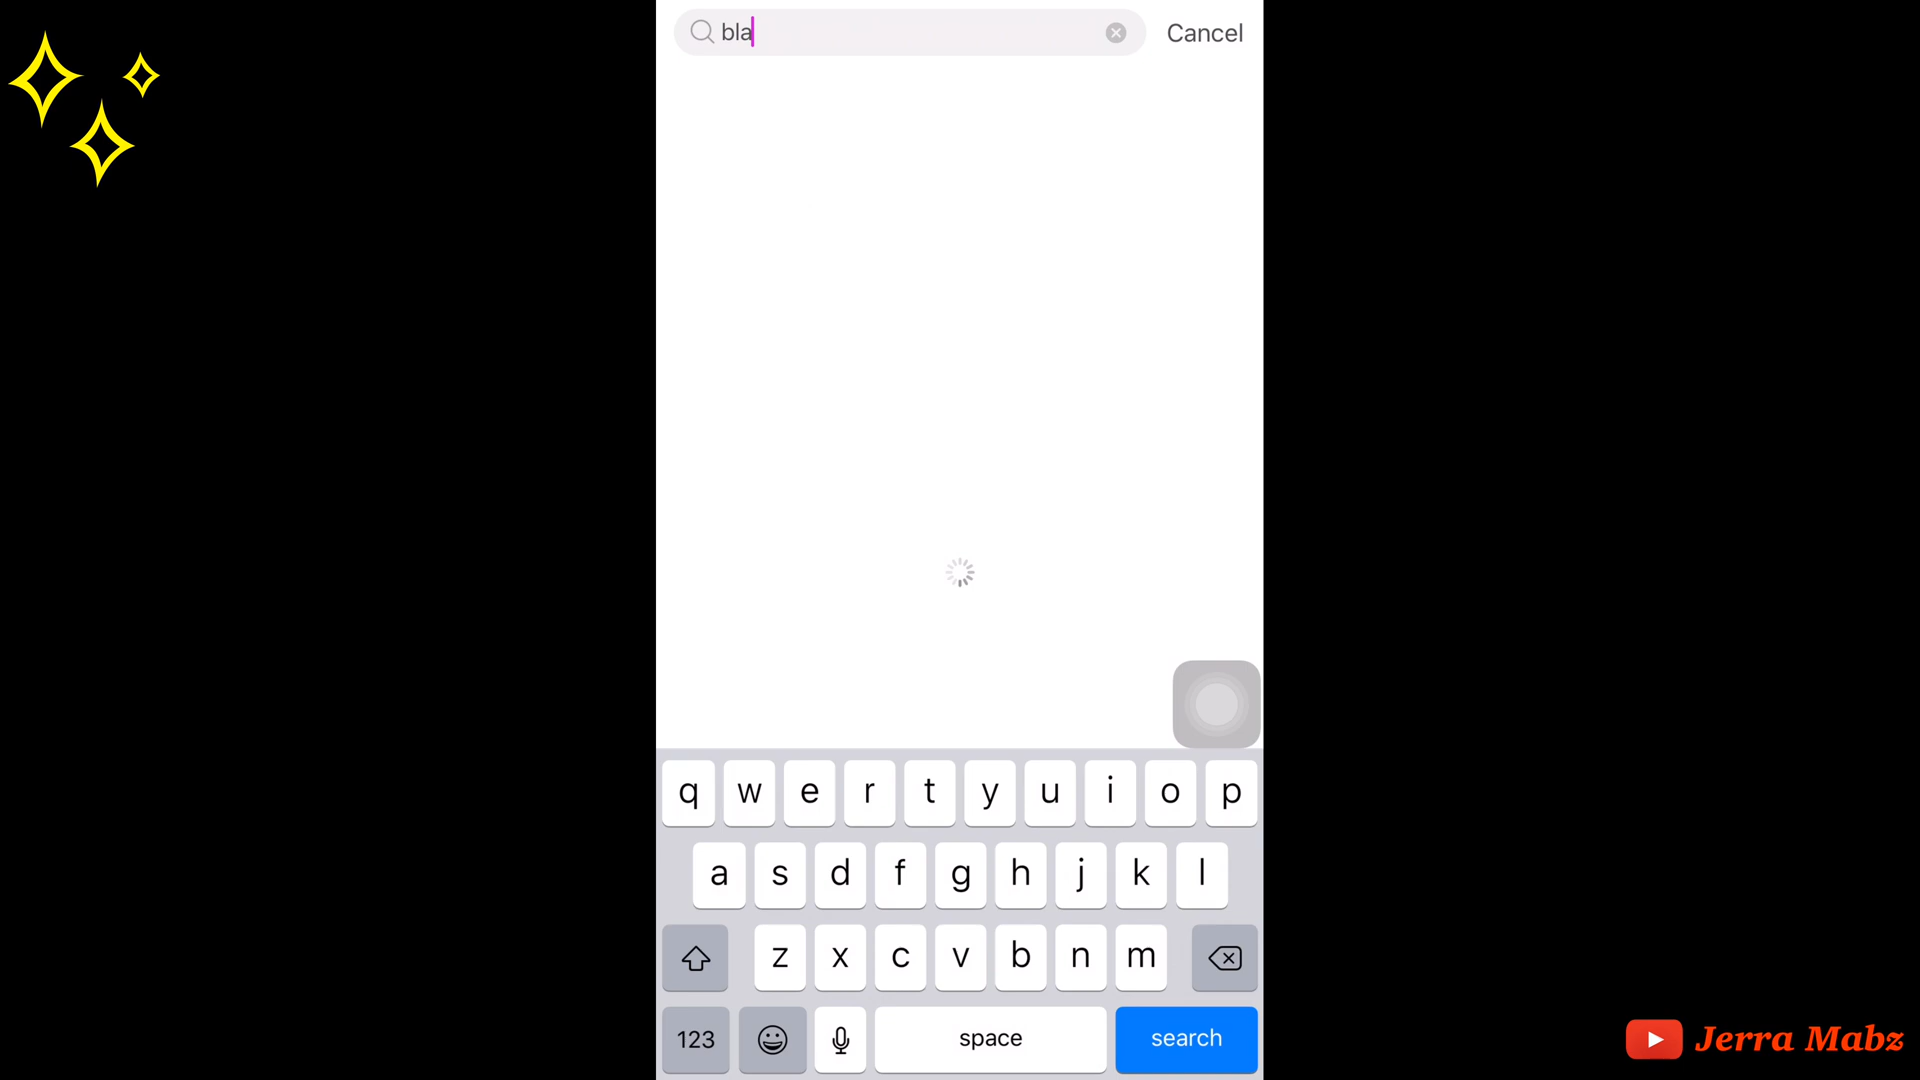 bla
Cancel
q w e r t y u i o p
a s d f g h j k l
z x c v b n m
123 space search
Jerra Mabz